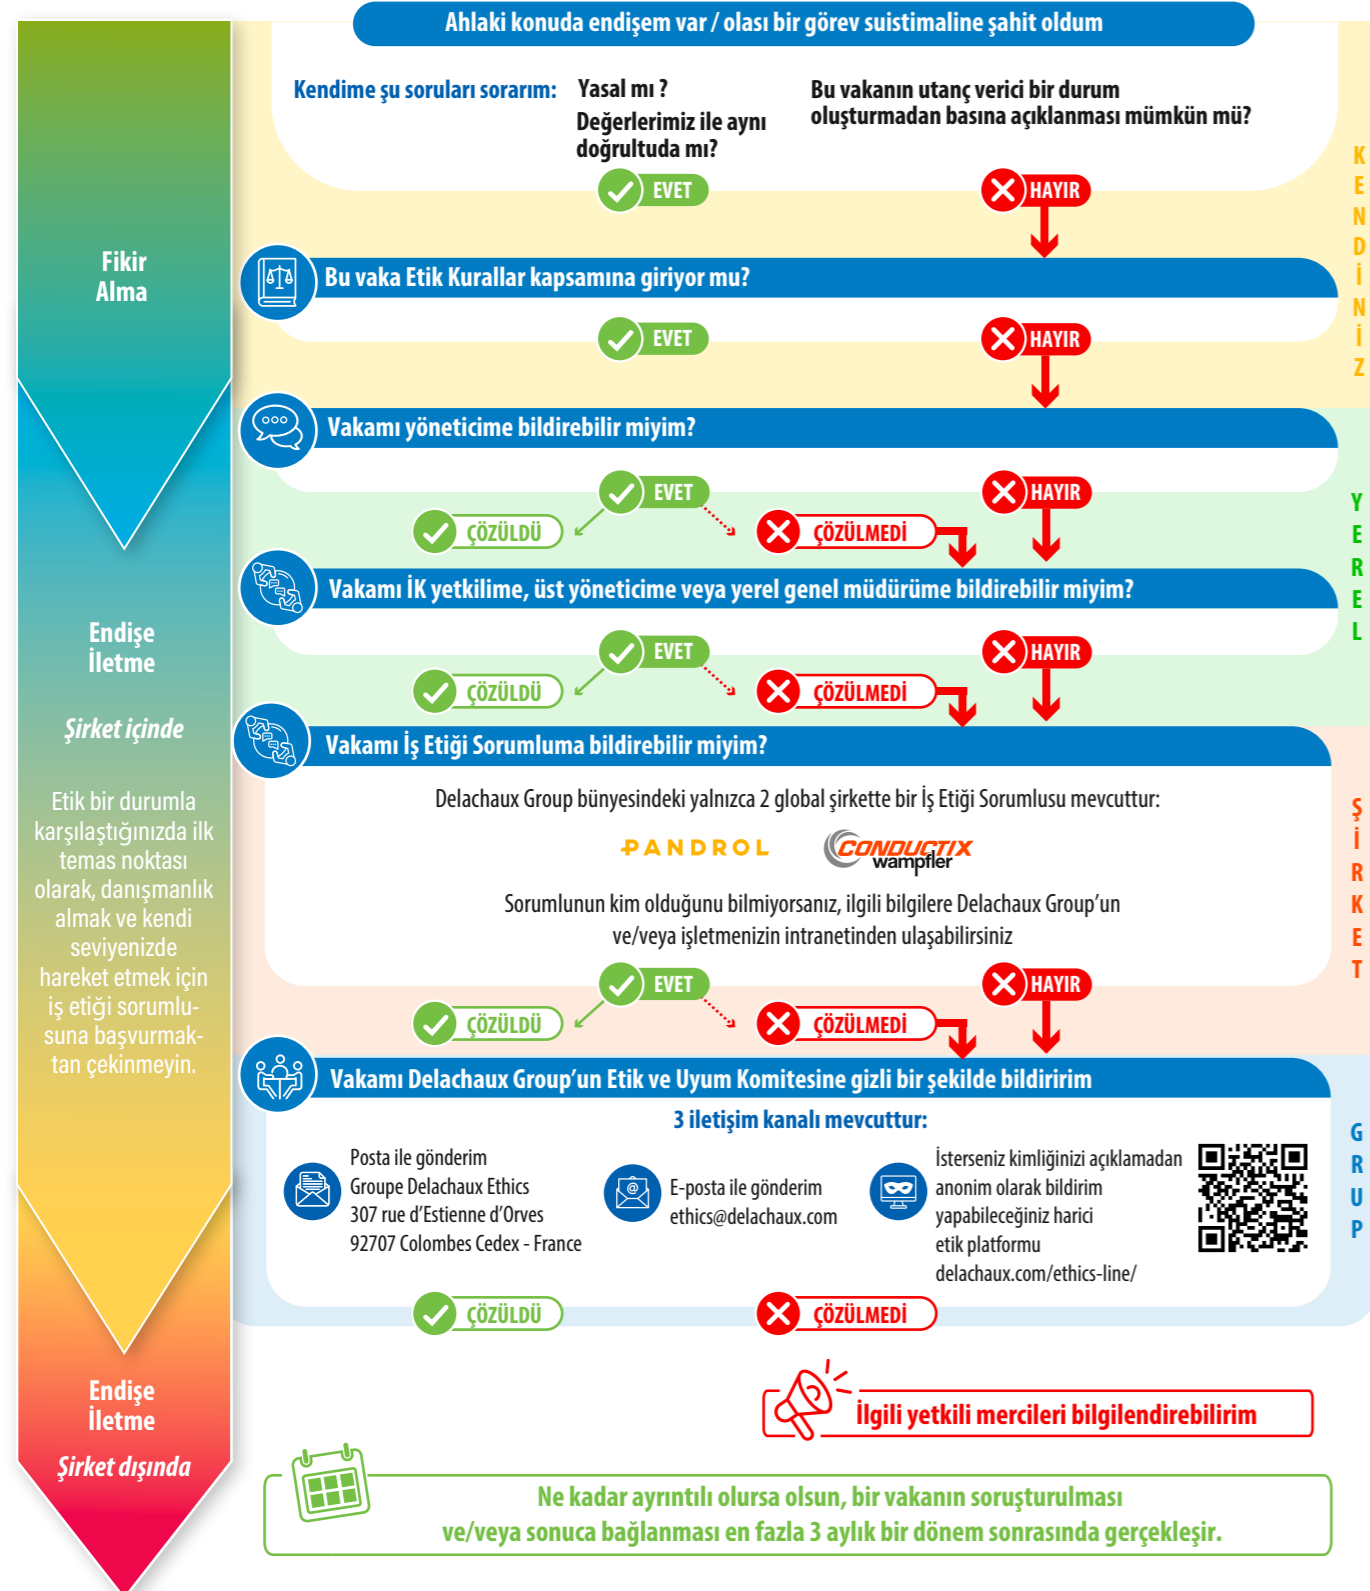 Ahlaki konuda endişem var / olası bir görev suistimaline şahit oldum
Kendime şu soruları sorarım:
Yasal mı ?
Değerlerimiz ile aynı
doğrultuda mı?
Bu vakanın utanç verici bir durum
oluşturmadan basına açıklanması mümkün mü?
EVET
HAYIR
KENDİNİZ
Fikir
Alma
Bu vaka Etik Kurallar kapsamına giriyor mu?
EVET
HAYIR
Vakamı yöneticime bildirebilir miyim?
EVET
HAYIR
ÇÖZÜLDÜ
ÇÖZÜLMEDİ
YEREL
Vakamı İK yetkilime, üst yöneticime veya yerel genel müdürüme bildirebilir miyim?
EVET
HAYIR
ÇÖZÜLDÜ
ÇÖZÜLMEDİ
Endişe
İletme
Şirket içinde
Etik bir durumla
karşılaştığınızda ilk
temas noktası
olarak, danışmanlık
almak ve kendi
seviyenizde
hareket etmek için
iş etiği sorumlu-
suna başvurmak-
tan çekinmeyin.
Vakamı İş Etiği Sorumluma bildirebilir miyim?
Delachaux Group bünyesindeki yalnızca 2 global şirkette bir İş Etiği Sorumlusu mevcuttur:
PANDROL
CONDUCTIX
wampfler
Sorumlunun kim olduğunu bilmiyorsanız, ilgili bilgilere Delachaux Group'un
ve/veya işletmenizin intranetinden ulaşabilirsiniz
EVET
HAYIR
ÇÖZÜLDÜ
ÇÖZÜLMEDİ
ŞİRKET
Vakamı Delachaux Group'un Etik ve Uyum Komitesine gizli bir şekilde bildiririm
3 iletişim kanalı mevcuttur:
Posta ile gönderim
Groupe Delachaux Ethics
307 rue d'Estienne d'Orves
92707 Colombes Cedex - France
E-posta ile gönderim
ethics@delachaux.com
İsterseniz kimliğinizi açıklamadan
anonim olarak bildirim
yapabileceğiniz harici
etik platformu
delachaux.com/ethics-line/
GRUP
ÇÖZÜLDÜ
ÇÖZÜLMEDİ
Endişe
İletme
Şirket dışında
İlgili yetkili mercileri bilgilendirebilirim
Ne kadar ayrıntılı olursa olsun, bir vakanın soruşturulması
ve/veya sonuca bağlanması en fazla 3 aylık bir dönem sonrasında gerçekleşir.